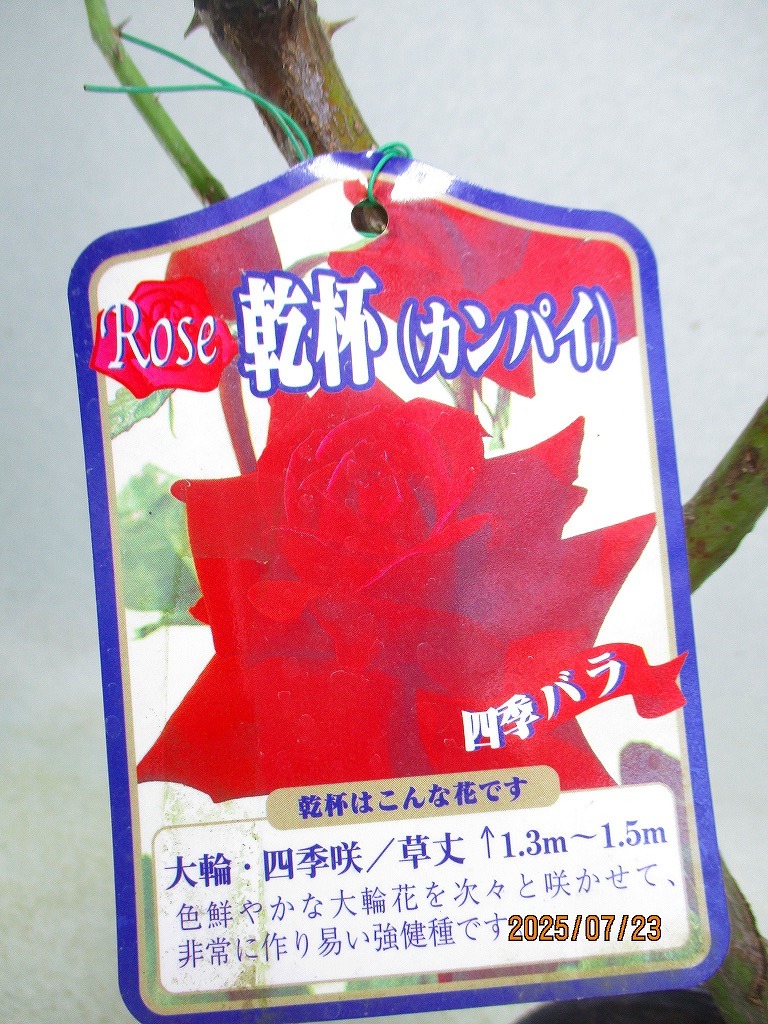 Rose 乾杯（カンパイ）
四季バラ
乾杯はこんな花です
大輪・四季咲／草丈↑1.3m〜1.5m
色鮮やかな大輪花を次々と咲かせて、
非常に作り易い強健種です
2025/07/23